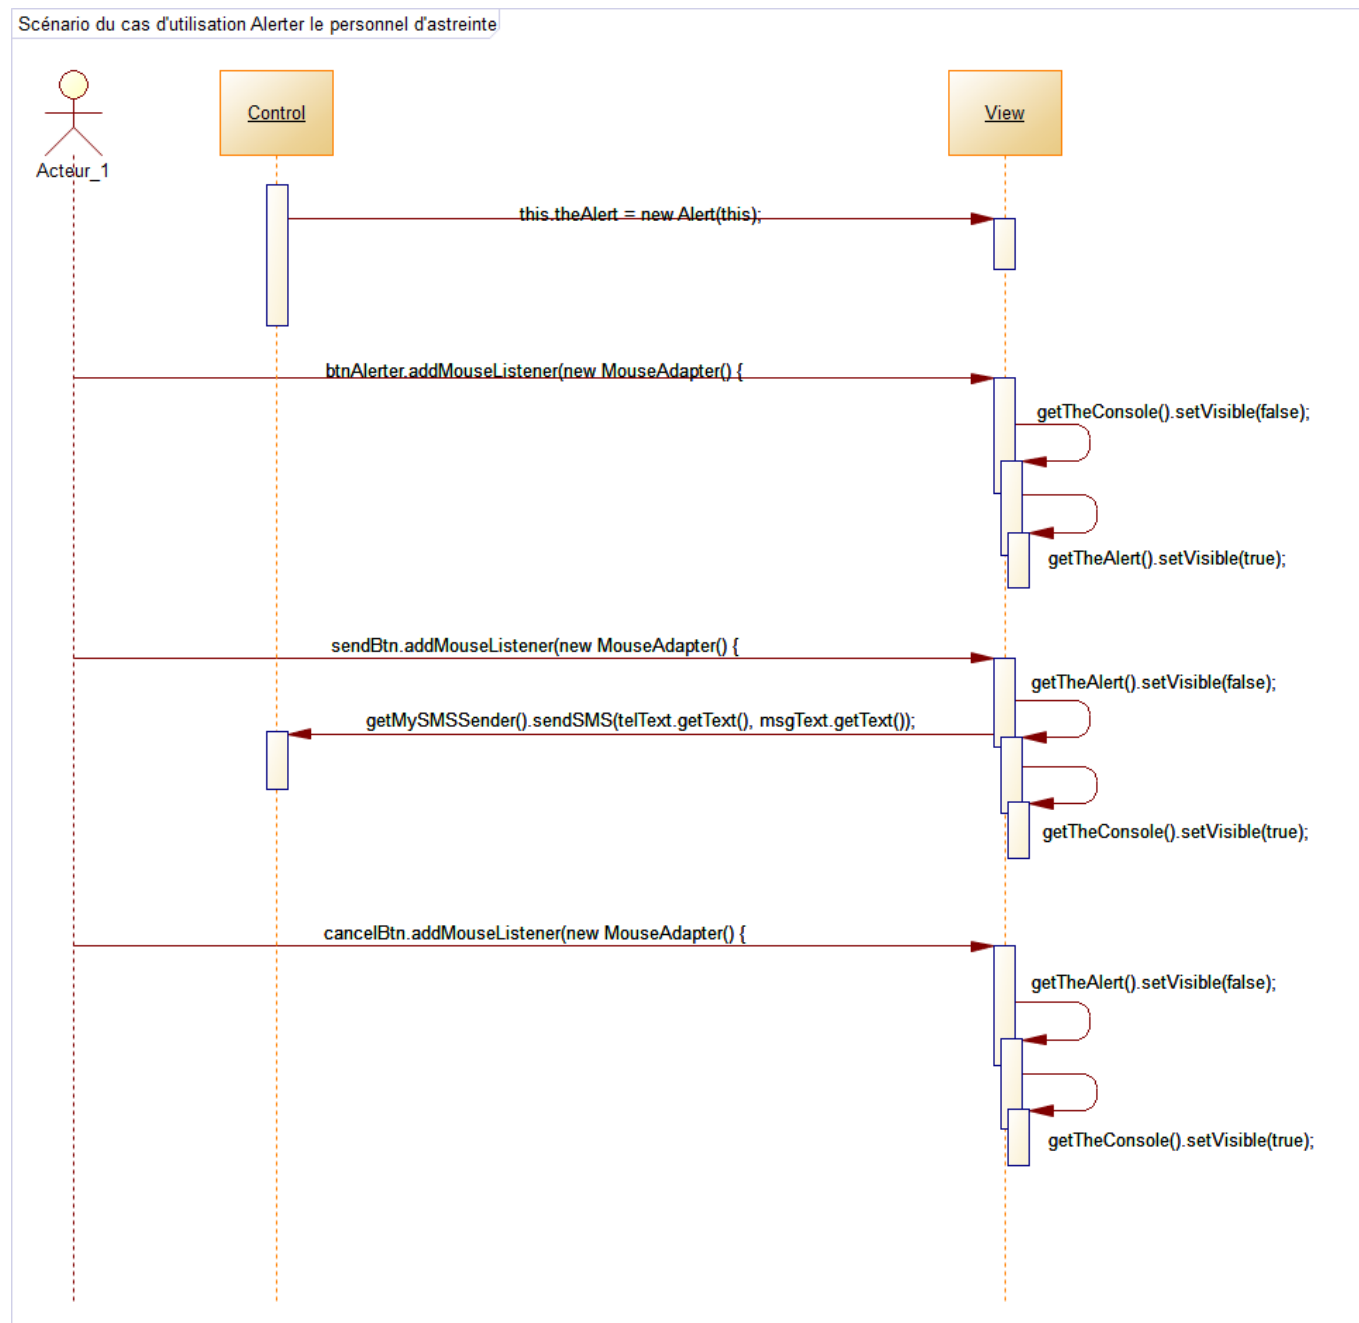 Scénario du cas d'utilisation Alerter le personnel d'astreinte
Control
View
Acteur_1
this.theAlert = new Alert(this);
btnAlerter.addMouseListener(new MouseAdapter() {
getTheConsole().setVisible(false);
getTheAlert().setVisible(true);
sendBtn.addMouseListener(new MouseAdapter() {
getTheAlert().setVisible(false);
getMySMSSender().sendSMS(telText.getText(), msgText.getText());
getTheConsole().setVisible(true);
cancelBtn.addMouseListener(new MouseAdapter() {
getTheAlert().setVisible(false);
getTheConsole().setVisible(true);